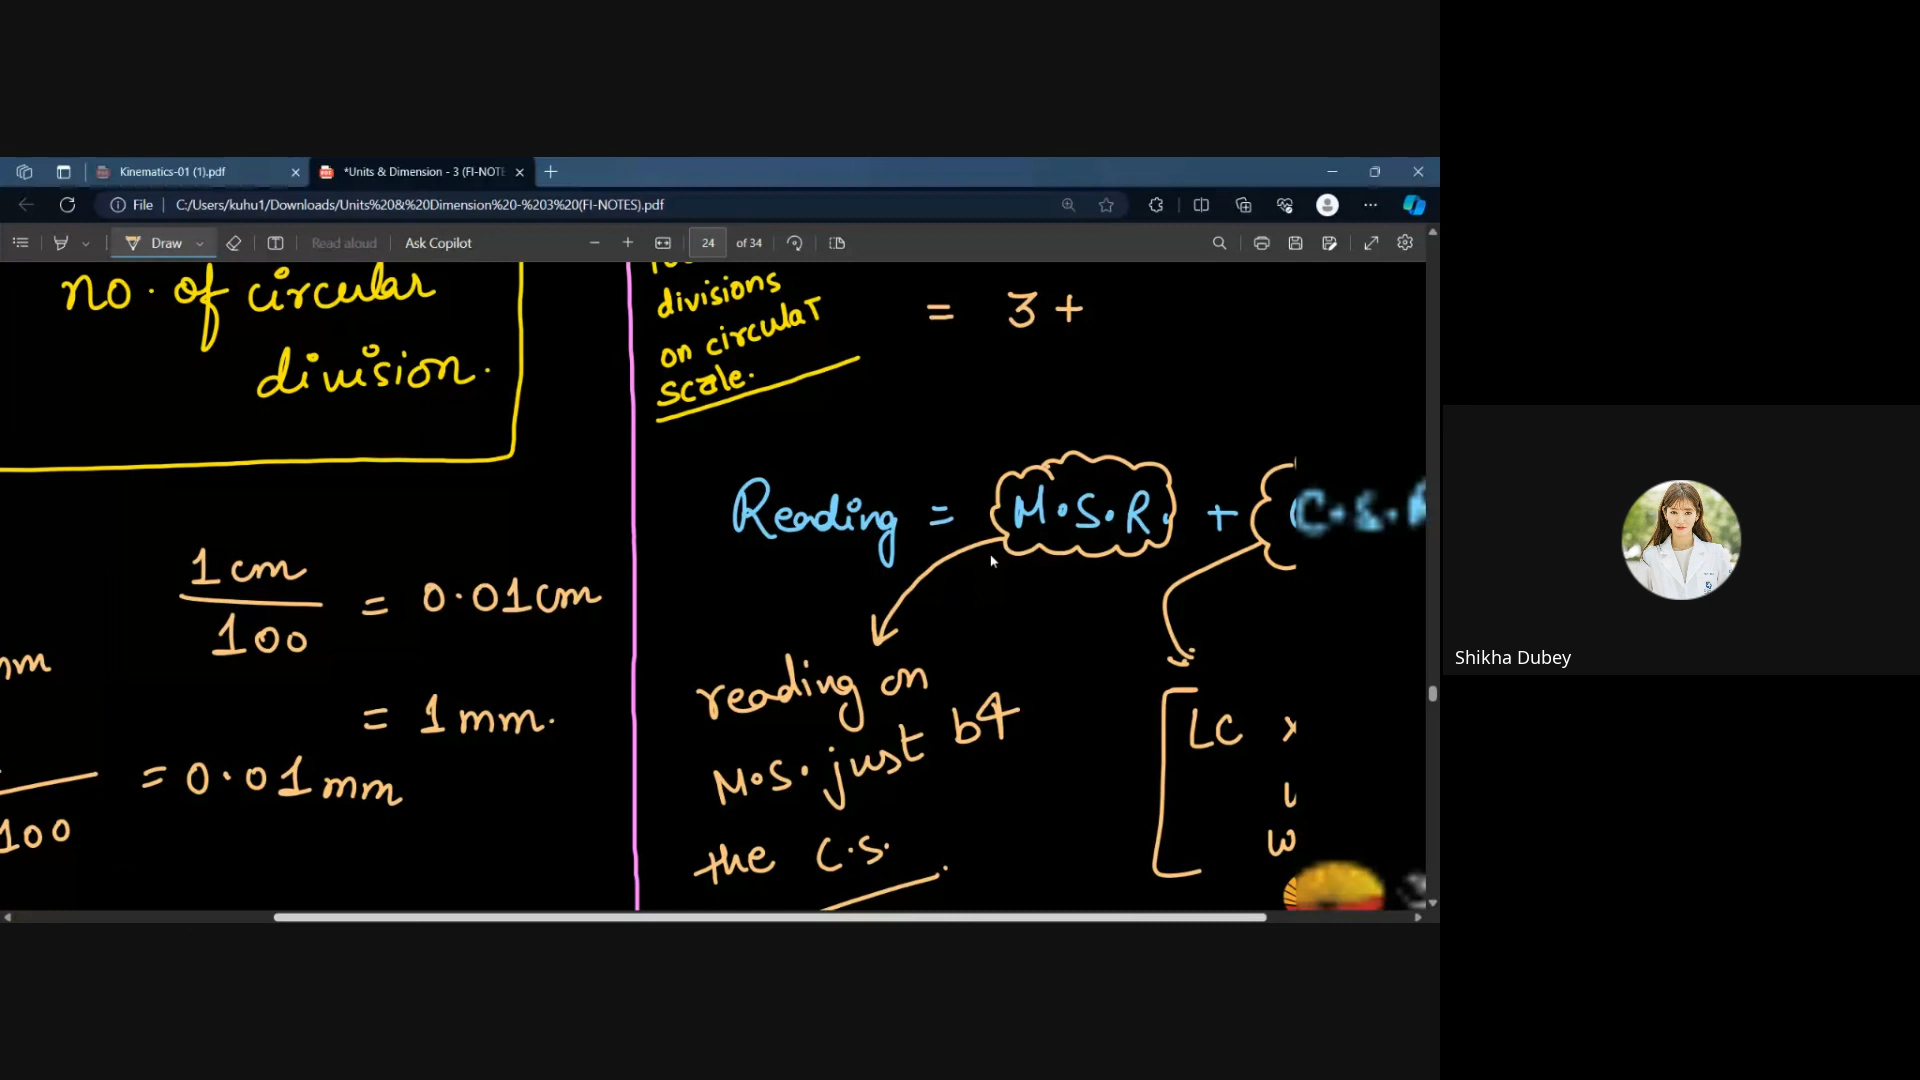 Kinematics-01 (1).pdf
*Units & Dimension - 3 (FI-NOTE
File
C:/Users/kuhu1/Downloads/Units%20&%20Dimension%20-%203%20(FI-NOTES).pdf
Draw
Read aloud
Ask Copilot
24 of 34
no. of circular
division.
1 cm
100
= 0.01 cm
= 1 mm.
mm
100
= 0.01 mm
divisions
on circular
scale.
= 3 +
Reading = M.S.R. + C.S.R
reading on
M.S. just b4
the C.S.
LC x
Shikha Dubey